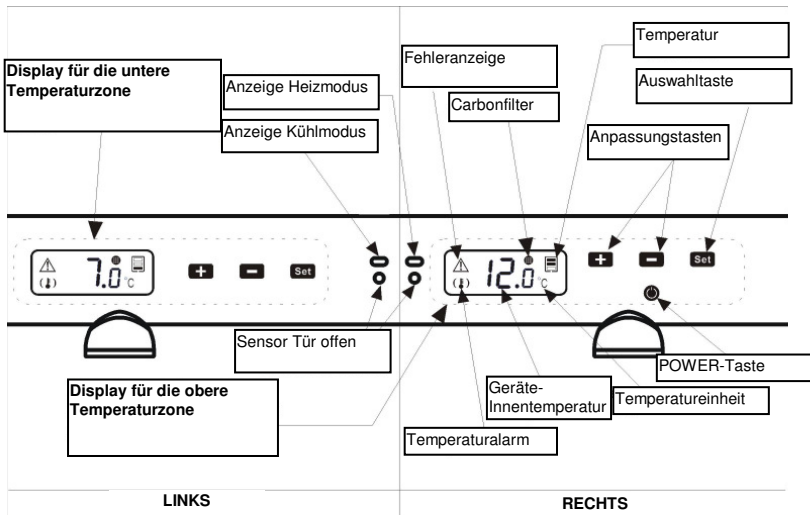 Temperatur
Fehleranzeige
Display für die untere
Temperaturzone
Auswahltaste
Anzeige Heizmodus
Carbonfilter
Anzeige Kühlmodus
Anpassungstasten
7.0 °C
+ - Set
12.0 °C
+ - Set
Sensor Tür offen
POWER-Taste
Display für die obere
Temperaturzone
Geräte-
Innentemperatur
Temperatureinheit
Temperaturalarm
LINKS
RECHTS